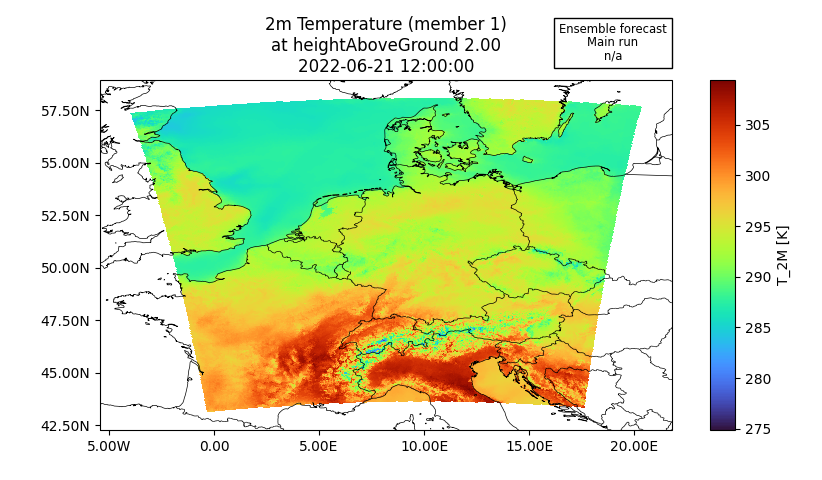 2m Temperature (member 1)
at heightAboveGround 2.00
2022-06-21 12:00:00
Ensemble forecast
Main run
n/a
57.50N
55.00N
52.50N
50.00N
47.50N
45.00N
42.50N
5.00W
0.00
5.00E
10.00E
15.00E
20.00E
305
300
295
290
285
280
275
T_2M [K]